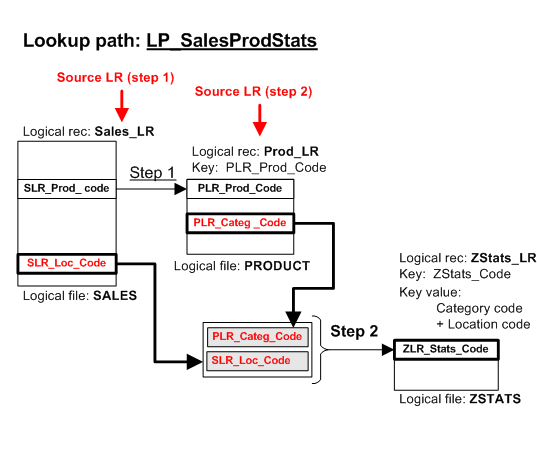 Lookup path: LP_SalesProdStats
Source LR (step 1)
Source LR (step 2)
Logical rec: Sales_LR
Logical rec: Prod_LR
Key: PLR_Prod_Code
Step 1
SLR_Prod_ code
PLR_Prod_Code
PLR_Categ _Code
SLR_Loc_Code
Logical file: PRODUCT
Logical file: SALES
Logical rec: ZStats_LR
Key: ZStats_Code
Key value:
Category code
+ Location code
PLR_Categ_Code
SLR_Loc_Code
Step 2
ZLR_Stats_Code
Logical file: ZSTATS